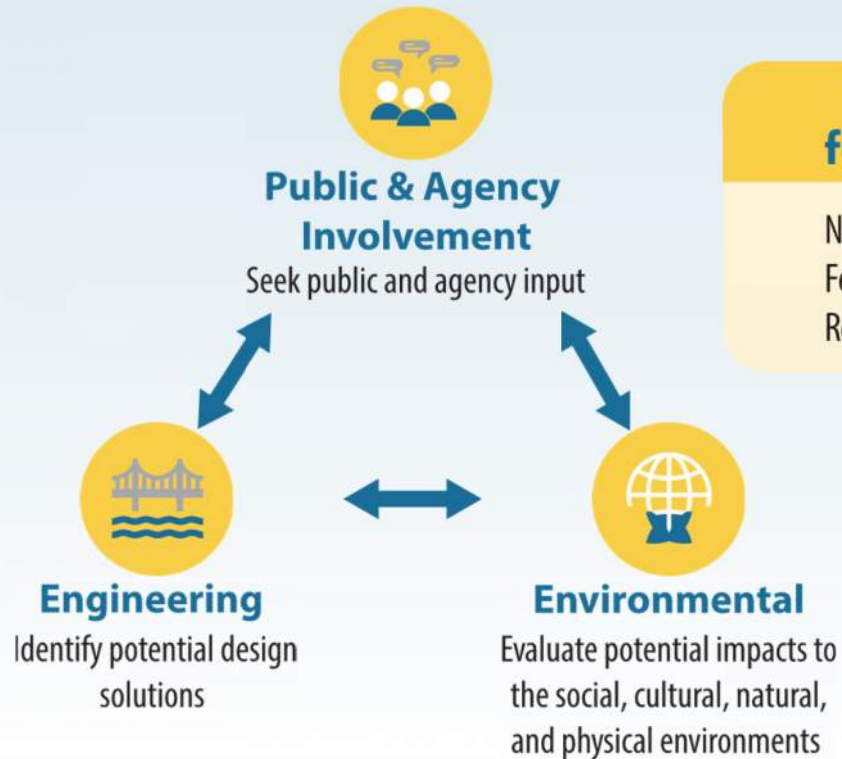 Public & Agency
Involvement
Seek public and agency input
Engineering
Identify potential design
solutions
Environmental
Evaluate potential impacts to
the social, cultural, natural,
and physical environments